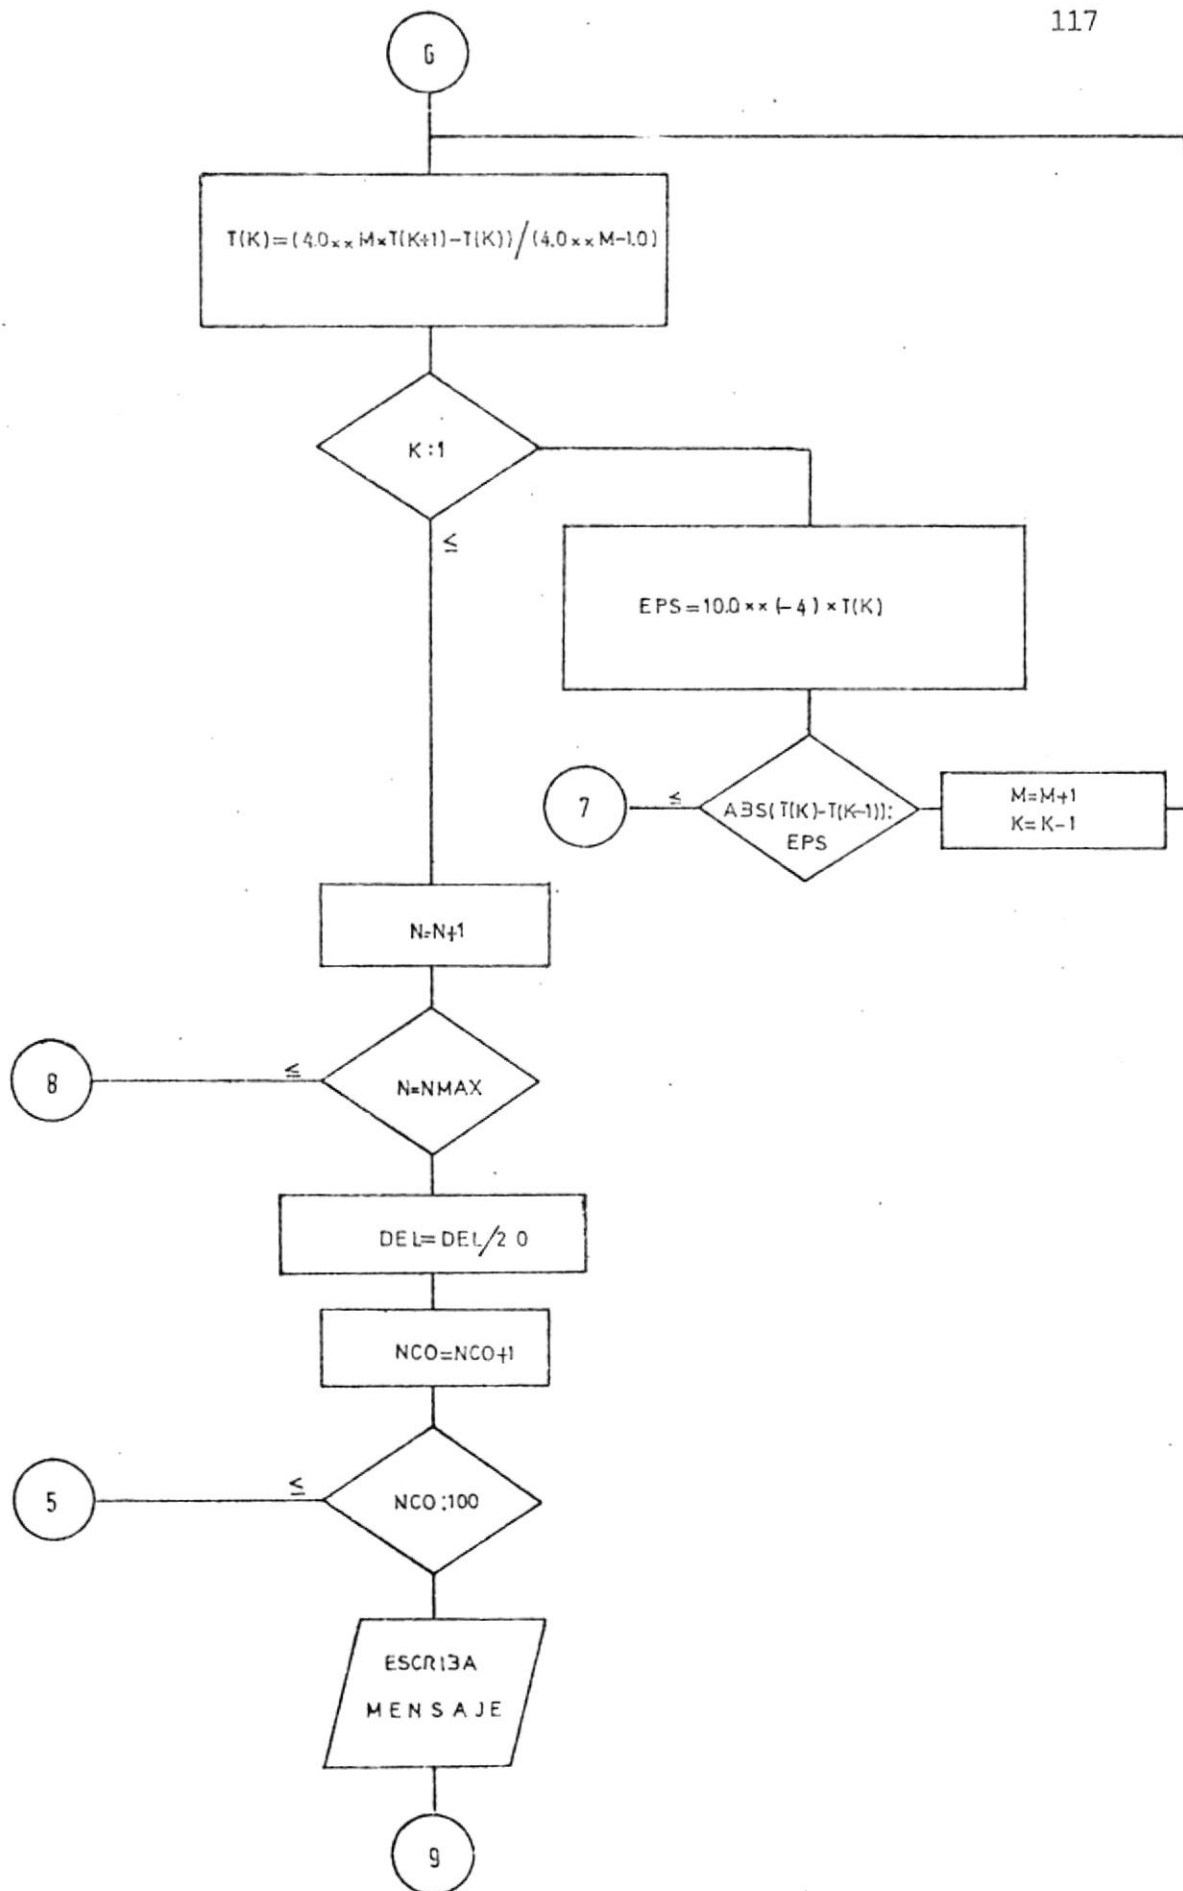 117
G
T(K)=(4.0××M×T(K+1)-T(K))/(4.0××M-1.0)
K:1
≤
EPS=10.0××(-4)×T(K)
7
≤
ABS(T(K)-T(K-1)):
EPS
M=M+1
K=K-1
N=N+1
8
≤
N=NMAX
DEL=DEL/2.0
NCO=NCO+1
5
≤
NCO:100
ESCRIBA
MENSAJE
9